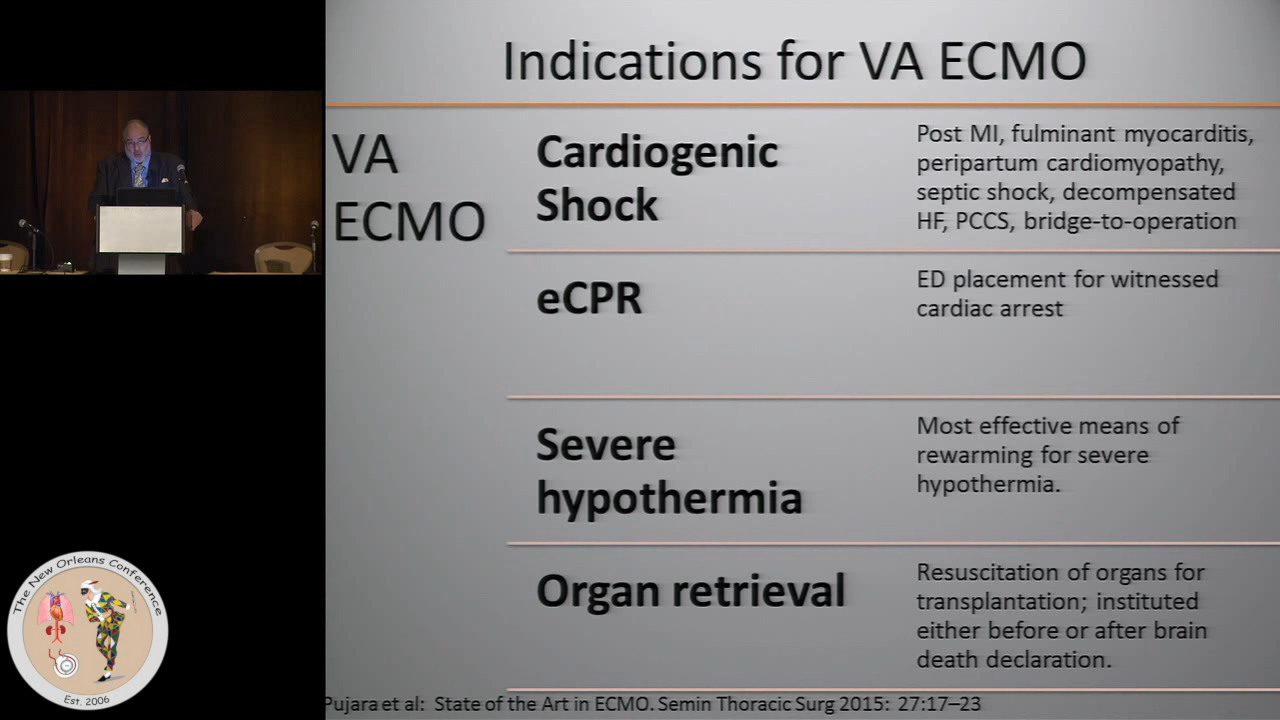 Indications for VA ECMO
VA
ECMO
Cardiogenic
Shock
Post MI, fulminant myocarditis,
peripartum cardiomyopathy,
septic shock, decompensated
HF, PCCS, bridge-to-operation
eCPR
ED placement for witnessed
cardiac arrest
Severe
hypothermia
Most effective means of
rewarming for severe
hypothermia.
Organ retrieval
Resuscitation of organs for
transplantation; instituted
either before or after brain
death declaration.
Pujara et al: State of the Art in ECMO. Semin Thoracic Surg 2015: 27:17–23
The New Orleans Conference
Est. 2006